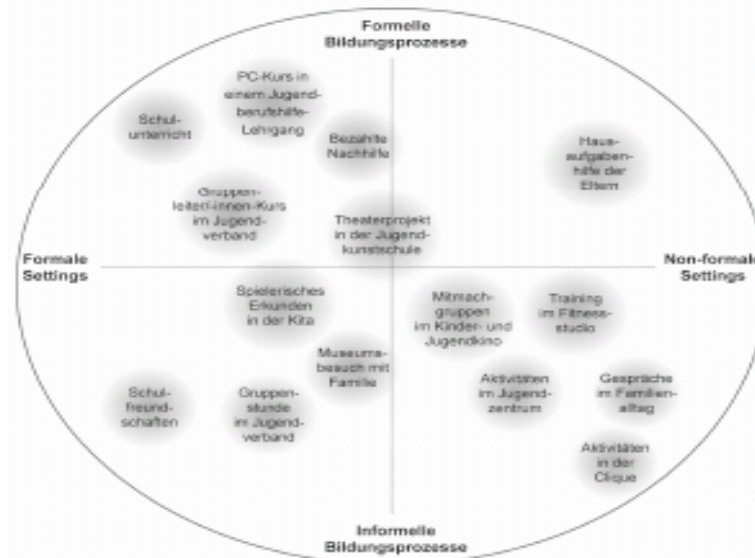 Formelle
Bildungsprozesse
PC-Kurs in
einem Jugend-
berufshilfe-
Lehrgang
Schul-
unterricht
Bezahlte
Nachhilfe
Haus-
aufgaben-
hilfe der
Eltern
Gruppen-
leiter/-innen-Kurs
im Jugend-
verband
Theaterprojekt
in der Jugend-
kunstschule
Formale
Settings
Non-formale
Settings
Spielerisches
Erkunden
in der Kita
Mitmach-
gruppen
im Kinder- und
Jugendkino
Training
im Fitness-
studio
Museums-
besuch mit
Familie
Schul-
freund-
schaften
Gruppen-
stunde
im Jugend-
verband
Aktivitäten
im Jugend-
zentrum
Gespräche
im Familien-
alltag
Aktivitäten
in der
Clique
Informelle
Bildungsprozesse